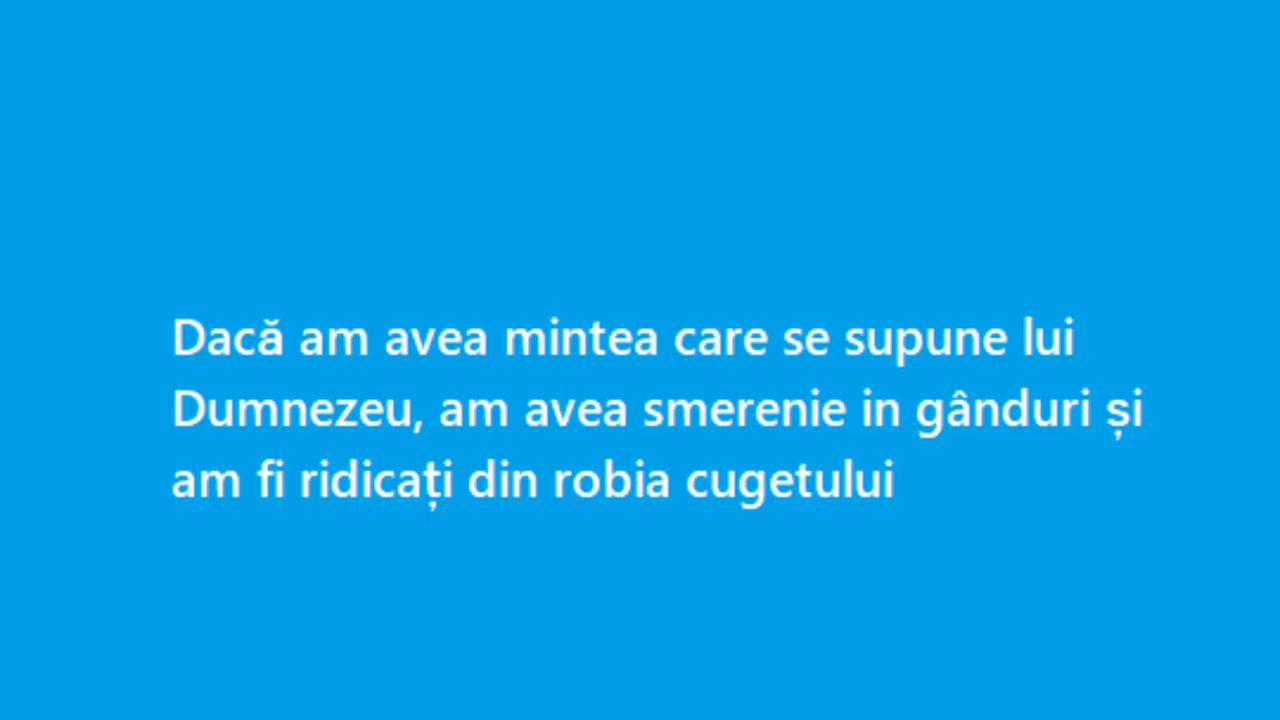 Dacă am avea mintea care se supune lui
Dumnezeu, am avea smerenie in gânduri și
am fi ridicați din robia cugetului